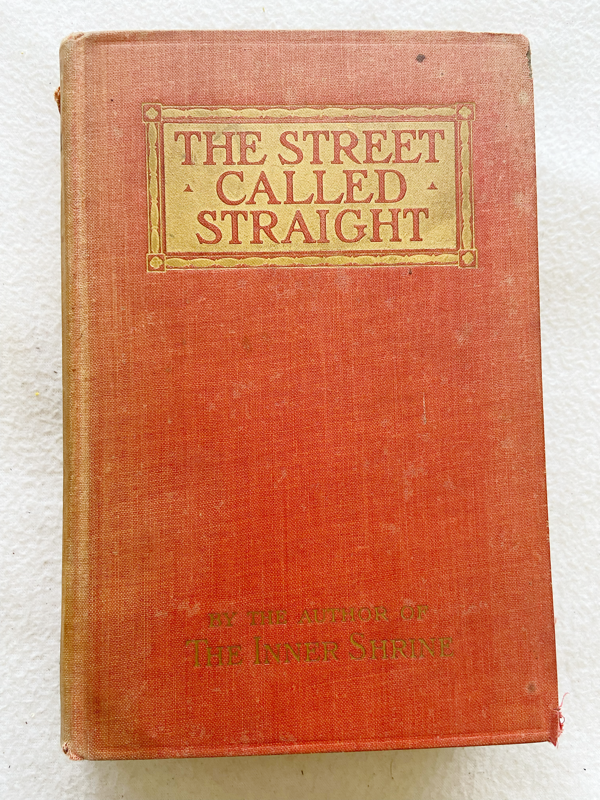 THE STREET
CALLED
STRAIGHT
BY THE AUTHOR OF
THE INNER SHRINE